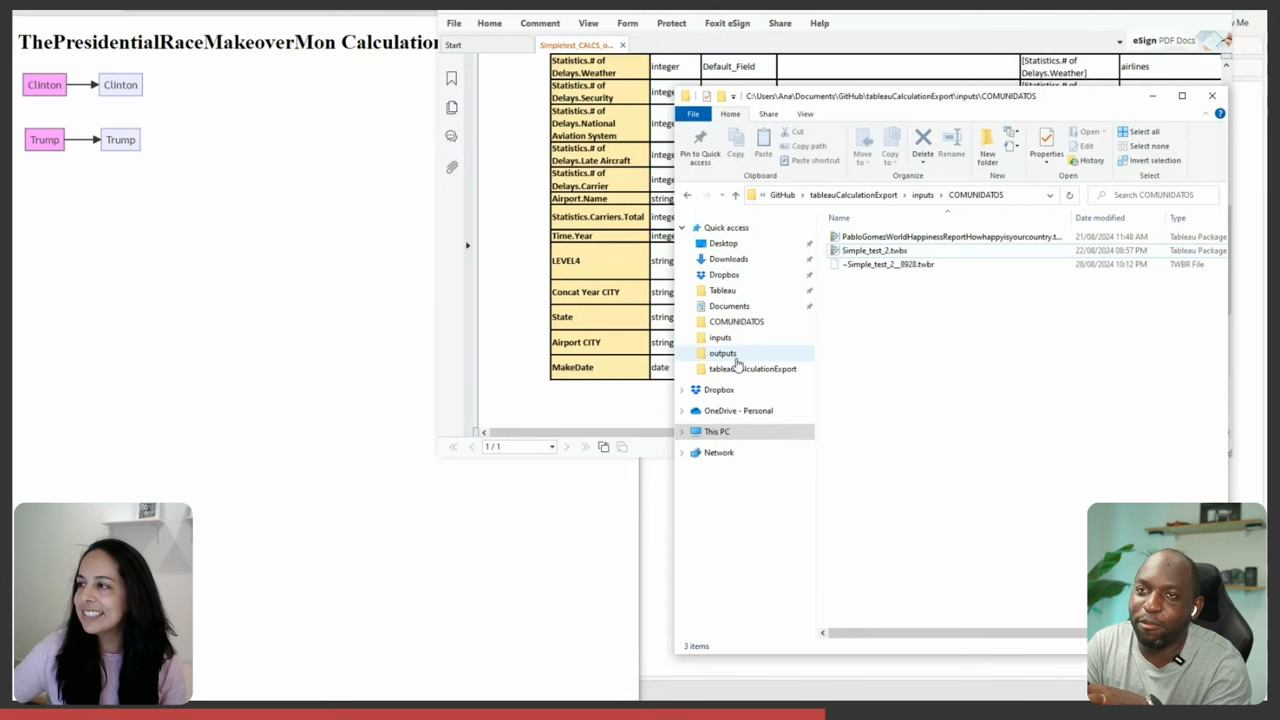 ThePresidentialRaceMakeoverMon Calculation
Clinton
Clinton
Trump
Trump
File Home Comment View Form Protect Foxit eSign Share Help
Start
Simpletest_CALCS_o...
eSign PDF Docs
Statistics.# of
Delays.Weather
integer
Default_Field
[Statistics.# of
Delays.Weather]
airlines
Statistics.# of
Delays.Security
Statistics.# of
Delays.National
Aviation System
Statistics.# of
Delays.Late Aircraft
Statistics.# of
Delays.Carrier
Airport.Name
string
Statistics.Carriers.Total
Time.Year
LEVEL4
string
Concat Year CITY
string
State
string
Airport CITY
string
MakeDate
date
1 / 1
C:\Users\Ana\Documents\GitHub\tableauCalculationExport\inputs\COMUNIDATOS
File Home Share View
Pin to Quick
access
Copy
Paste
Cut
Copy path
Paste shortcut
Clipboard
Move
to
Copy
to
Delete
Rename
Organize
New
folder
New
Properties
Open
Edit
History
Open
Select all
Select none
Invert selection
Select
GitHub tableauCalculationExport inputs COMUNIDATOS
Search COMUNIDATOS
Name Date modified Type
PabloGomezWorldHappinessReportHowhappyisyourcountry.t... 21/08/2024 11:48 AM Tableau Package
Simple_test_2.twbx 22/08/2024 08:57 PM Tableau Package
~Simple_test_2__8928.twbr 28/08/2024 10:12 PM TWBR File
Quick access
Desktop
Downloads
Dropbox
Tableau
Documents
COMUNIDATOS
inputs
outputs
Dropbox
OneDrive - Personal
This PC
Network
3 items